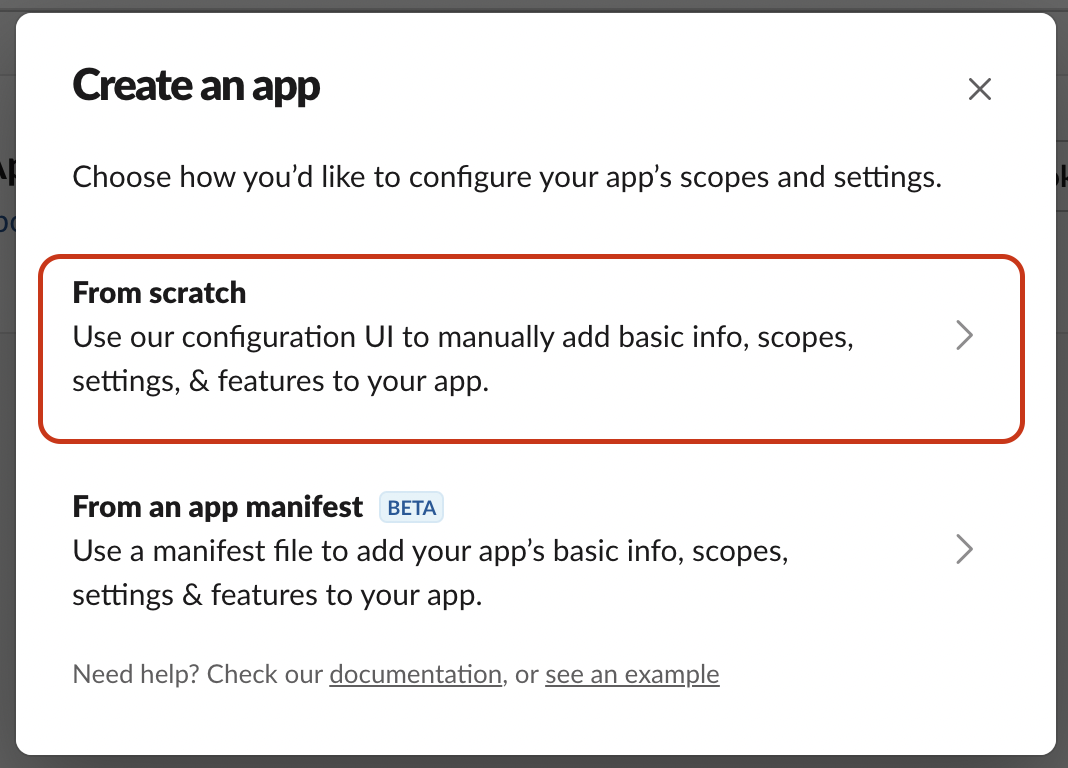 Create an app
Choose how you’d like to configure your app’s scopes and settings.
From scratch
Use our configuration UI to manually add basic info, scopes,
settings, & features to your app.
From an app manifest BETA
Use a manifest file to add your app’s basic info, scopes,
settings & features to your app.
Need help? Check our documentation, or see an example